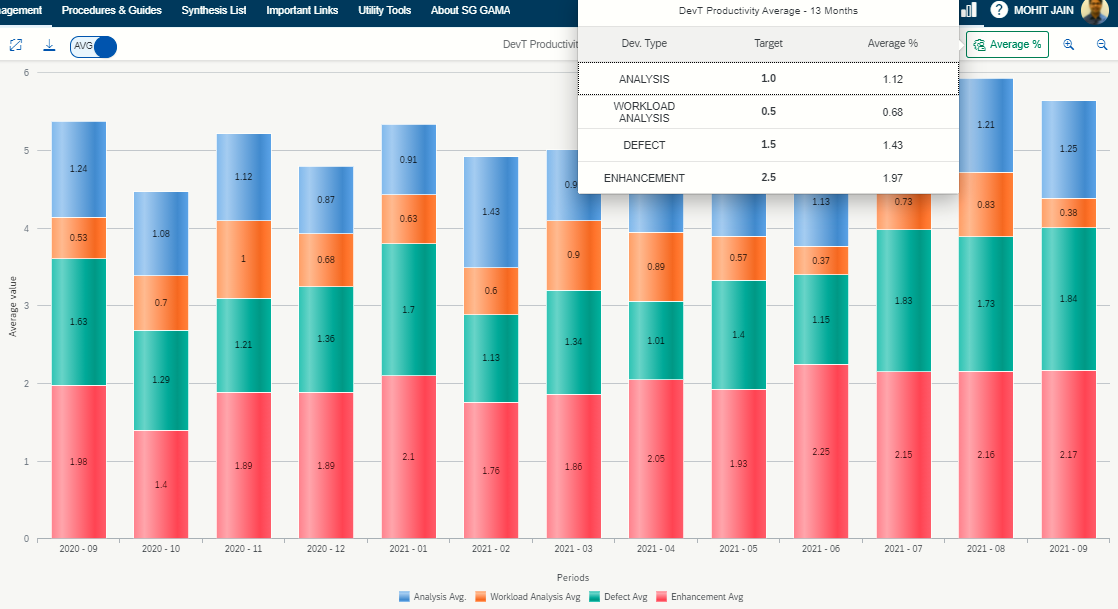 agement Procedures & Guides Synthesis List Important Links Utility Tools About SG GAMA ? MOHIT JAIN
DevT Productivity Average - 13 Months
AVG DevT Productivit Average %
Dev. Type Target Average %
ANALYSIS 1.0 1.12
WORKLOAD
ANALYSIS 0.5 0.68
DEFECT 1.5 1.43
ENHANCEMENT 2.5 1.97
Average value
6
5
4
3
2
1
0
1.24 0.53 1.63 1.98
1.08 0.7 1.29 1.4
1.12 1 1.21 1.89
0.87 0.68 1.36 1.89
0.91 0.63 1.7 2.1
1.43 0.6 1.13 1.76
0.9 0.9 1.34 1.86
0.89 1.01 2.05
0.57 1.4 1.93
1.13 0.37 1.15 2.25
0.73 1.83 2.15
1.21 0.83 1.73 2.16
1.25 0.38 1.84 2.17
2020 - 09 2020 - 10 2020 - 11 2020 - 12 2021 - 01 2021 - 02 2021 - 03 2021 - 04 2021 - 05 2021 - 06 2021 - 07 2021 - 08 2021 - 09
Periods
Analysis Avg. Workload Analysis Avg Defect Avg Enhancement Avg